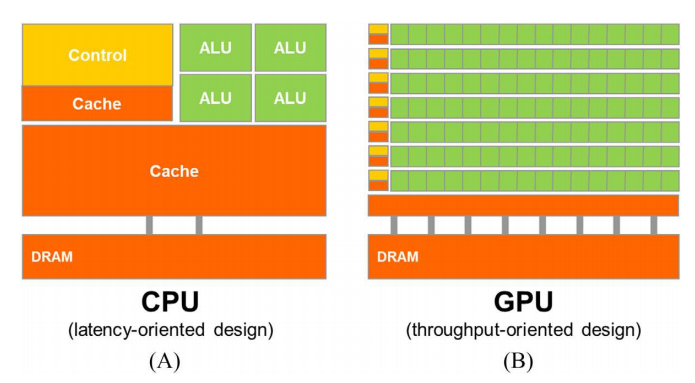 Control
ALU
ALU
Cache
ALU
ALU
Cache
DRAM
CPU
(latency-oriented design)
(A)
DRAM
GPU
(throughput-oriented design)
(B)